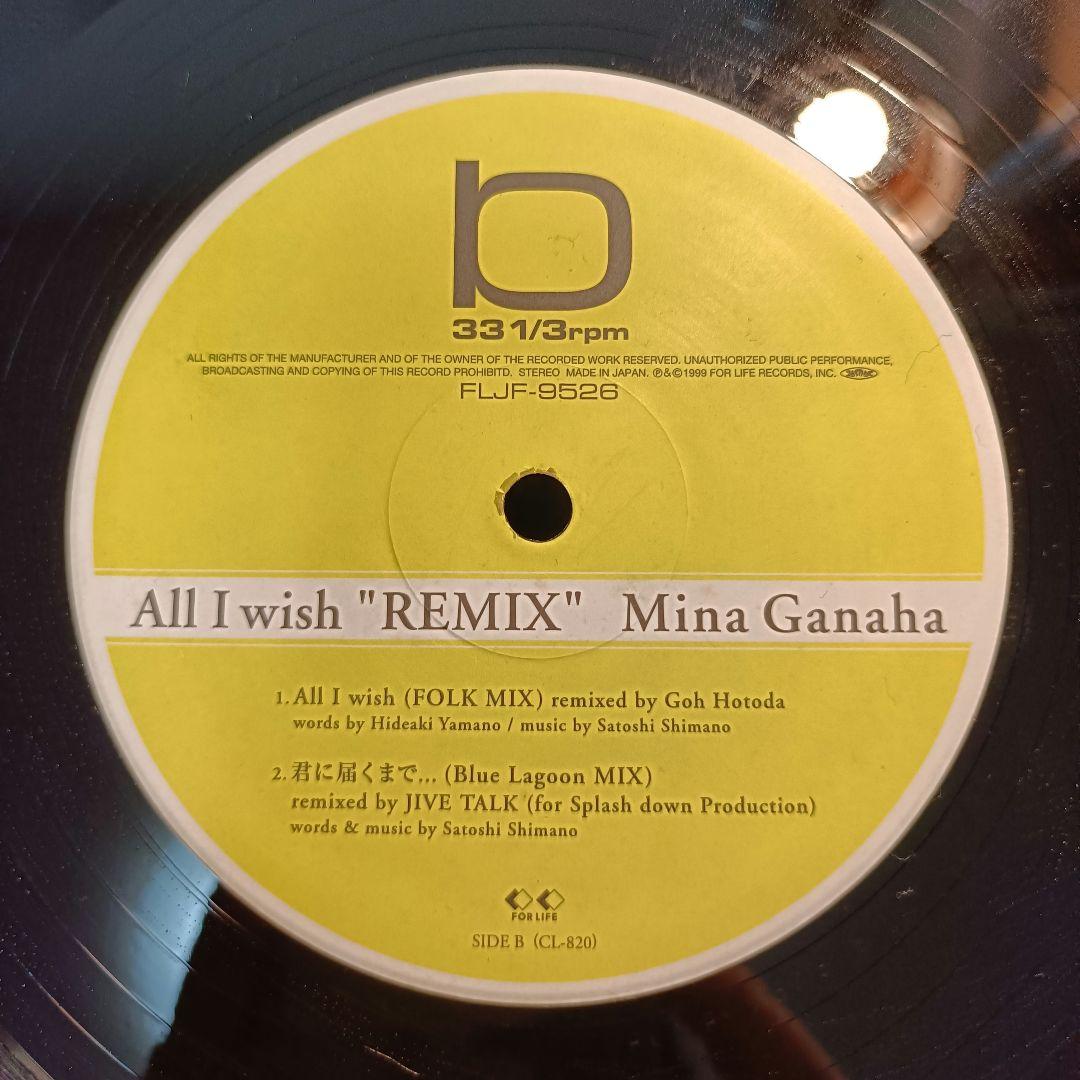 b
33 1/3rpm
ALL RIGHTS OF THE MANUFACTURER AND OF THE OWNER OF THE RECORDED WORK RESERVED. UNAUTHORIZED PUBLIC PERFORMANCE,
BROADCASTING AND COPYING OF THIS RECORD PROHIBITD. STEREO MADE IN JAPAN. ℗&©1999 FOR LIFE RECORDS, INC.
FLJF-9526
All I wish "REMIX" Mina Ganaha
1. All I wish (FOLK MIX) remixed by Goh Hotoda
words by Hideaki Yamano / music by Satoshi Shimano
2. 君に届くまで... (Blue Lagoon MIX)
remixed by JIVE TALK (for Splash down Production)
words & music by Satoshi Shimano
FOR LIFE
SIDE B (CL-820)